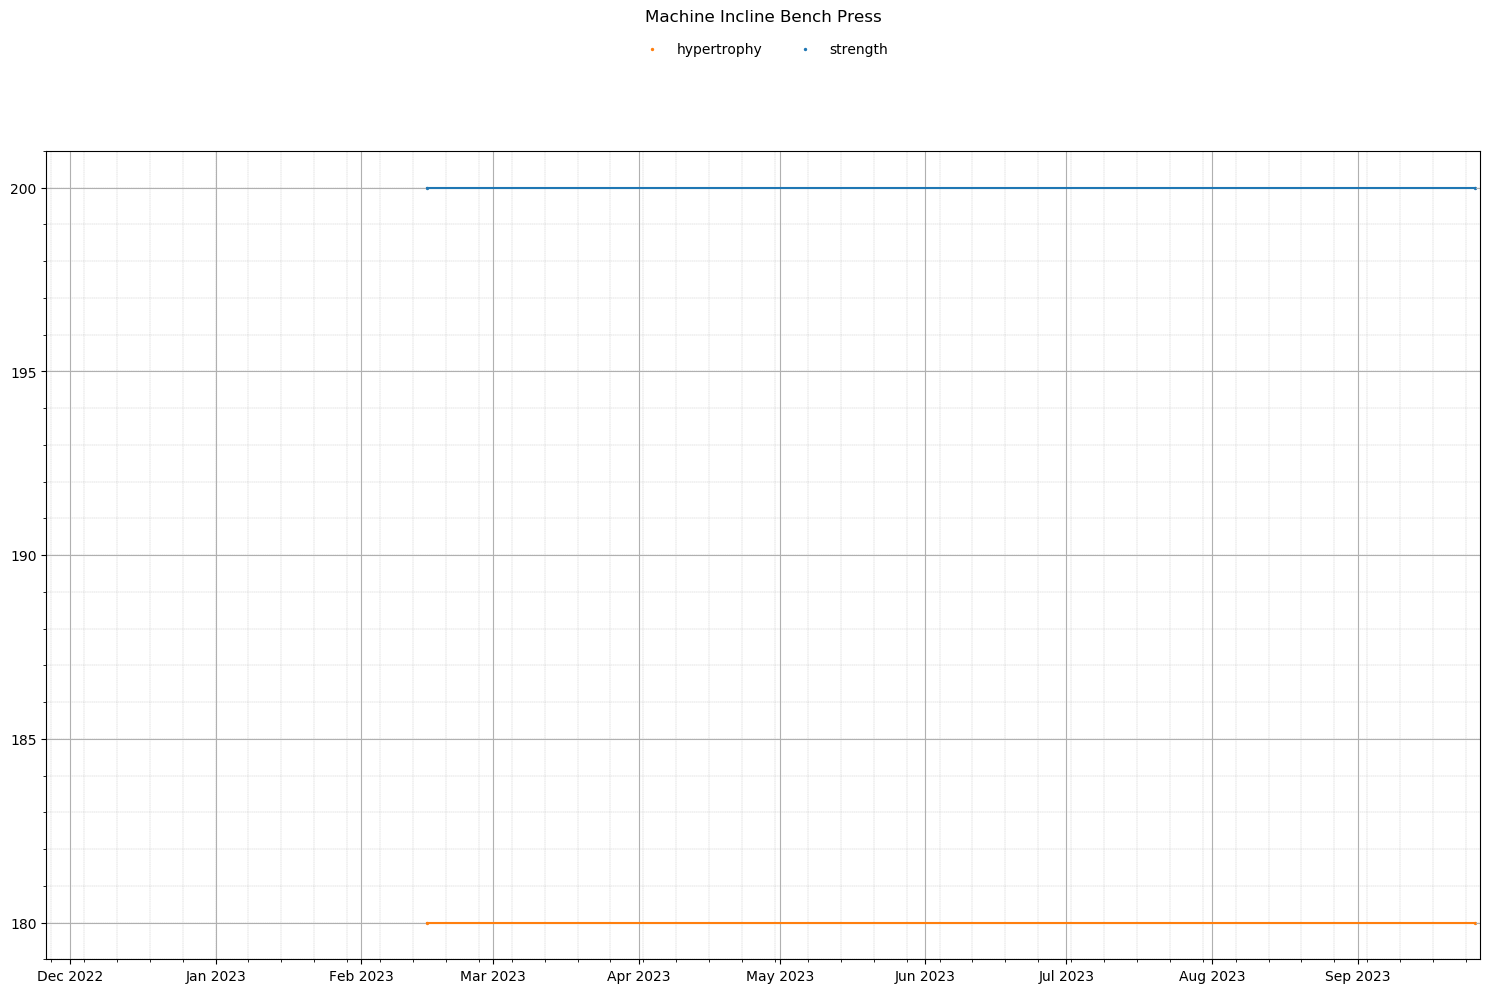 Machine Incline Bench Press
hypertrophy strength
200
195
190
185
180
Dec 2022 Jan 2023 Feb 2023 Mar 2023 Apr 2023 May 2023 Jun 2023 Jul 2023 Aug 2023 Sep 2023